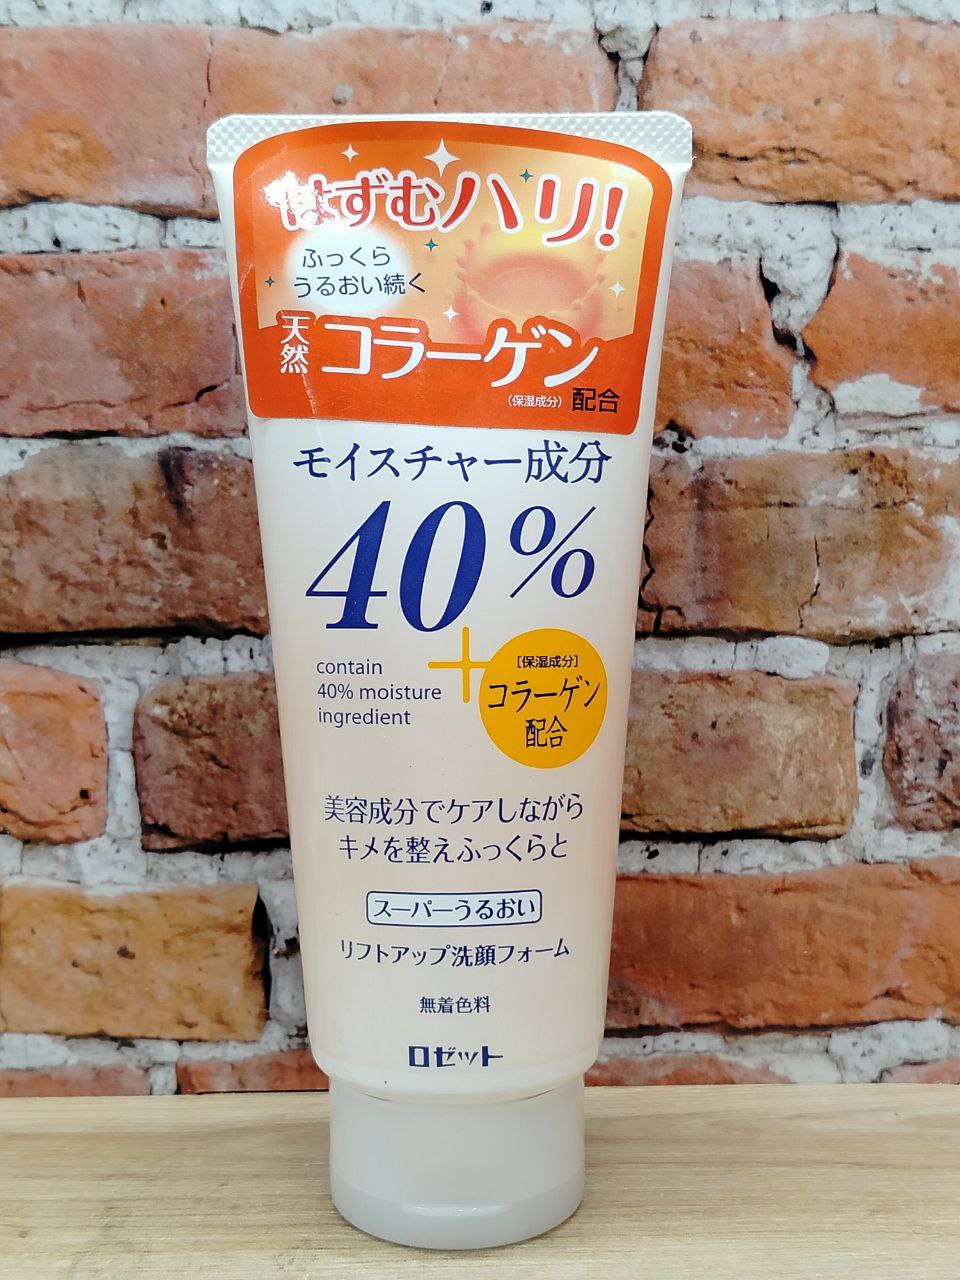 はずむハリ!
ふっくら
うるおい続く
天然コラーゲン
(保湿成分)配合
モイスチャー成分
40%
contain
40% moisture
ingredient
+
[保湿成分]
コラーゲン
配合
美容成分でケアしながら
キメを整えふっくらと
スーパーうるおい
リフトアップ洗顔フォーム
無着色料
ロゼット